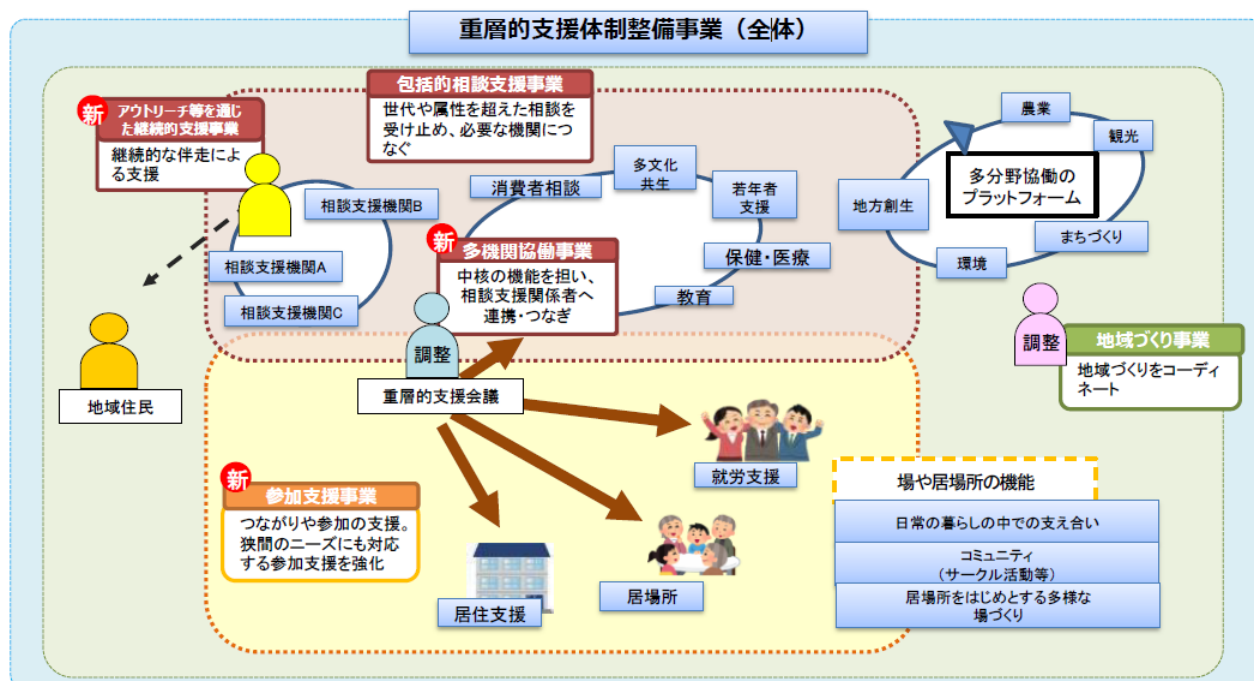 重層的支援体制整備事業（全体）
包括的相談支援事業
世代や属性を超えた相談を
受け止め、必要な機関につ
なぐ
新
アウトリーチ等を通じ
た継続的支援事業
継続的な伴走によ
る支援
相談支援機関B
相談支援機関A
相談支援機関C
消費者相談
多文化
共生
若年者
支援
保健・医療
教育
新
多機関協働事業
中核の機能を担い、
相談支援関係者へ
連携・つなぎ
調整
重層的支援会議
地域住民
農業
観光
多分野協働の
プラットフォーム
地方創生
まちづくり
環境
調整
地域づくり事業
地域づくりをコーディ
ネート
新
参加支援事業
つながりや参加の支援。
狭間のニーズにも対応
する参加支援を強化
就労支援
居場所
居住支援
場や居場所の機能
日常の暮らしの中での支え合い
コミュニティ
（サークル活動等）
居場所をはじめとする多様な
場づくり